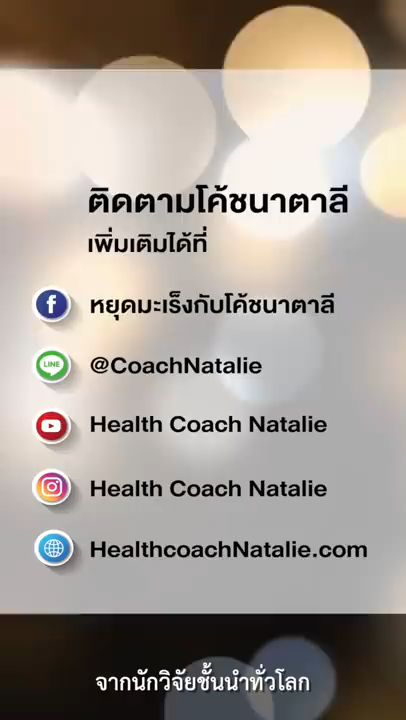 ติดตามโค้ชนาตาลี
เพิ่มเติมได้ที่
หยุดมะเร็งกับโค้ชนาตาลี
LINE
@CoachNatalie
Health Coach Natalie
Health Coach Natalie
HealthcoachNatalie.com
จากนักวิจัยชั้นนำทั่วโลก